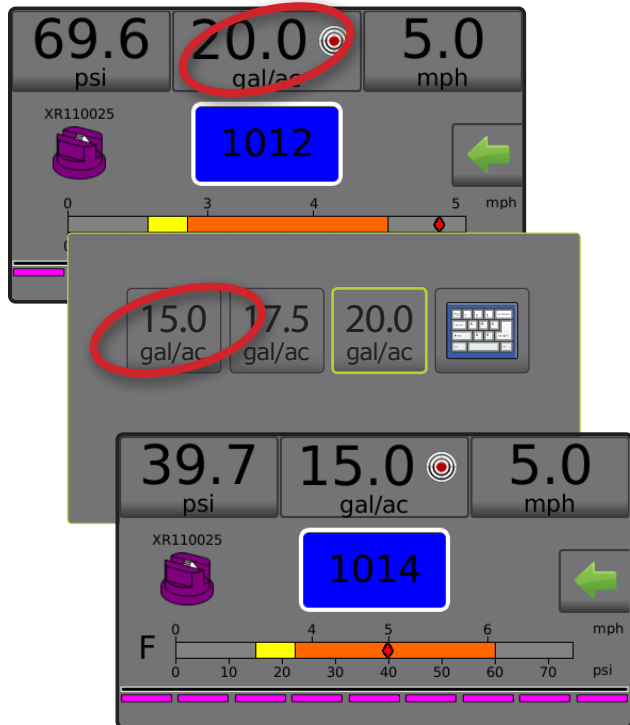 69.6 20.0 5.0
psi gal/ac mph
XR110025
1012
0 3 4 5 mph
15.0 17.5 20.0
gal/ac gal/ac gal/ac
39.7 15.0 5.0
psi gal/ac mph
XR110025
1014
0 4 5 6 mph
F
0 10 20 30 40 50 60 70 psi